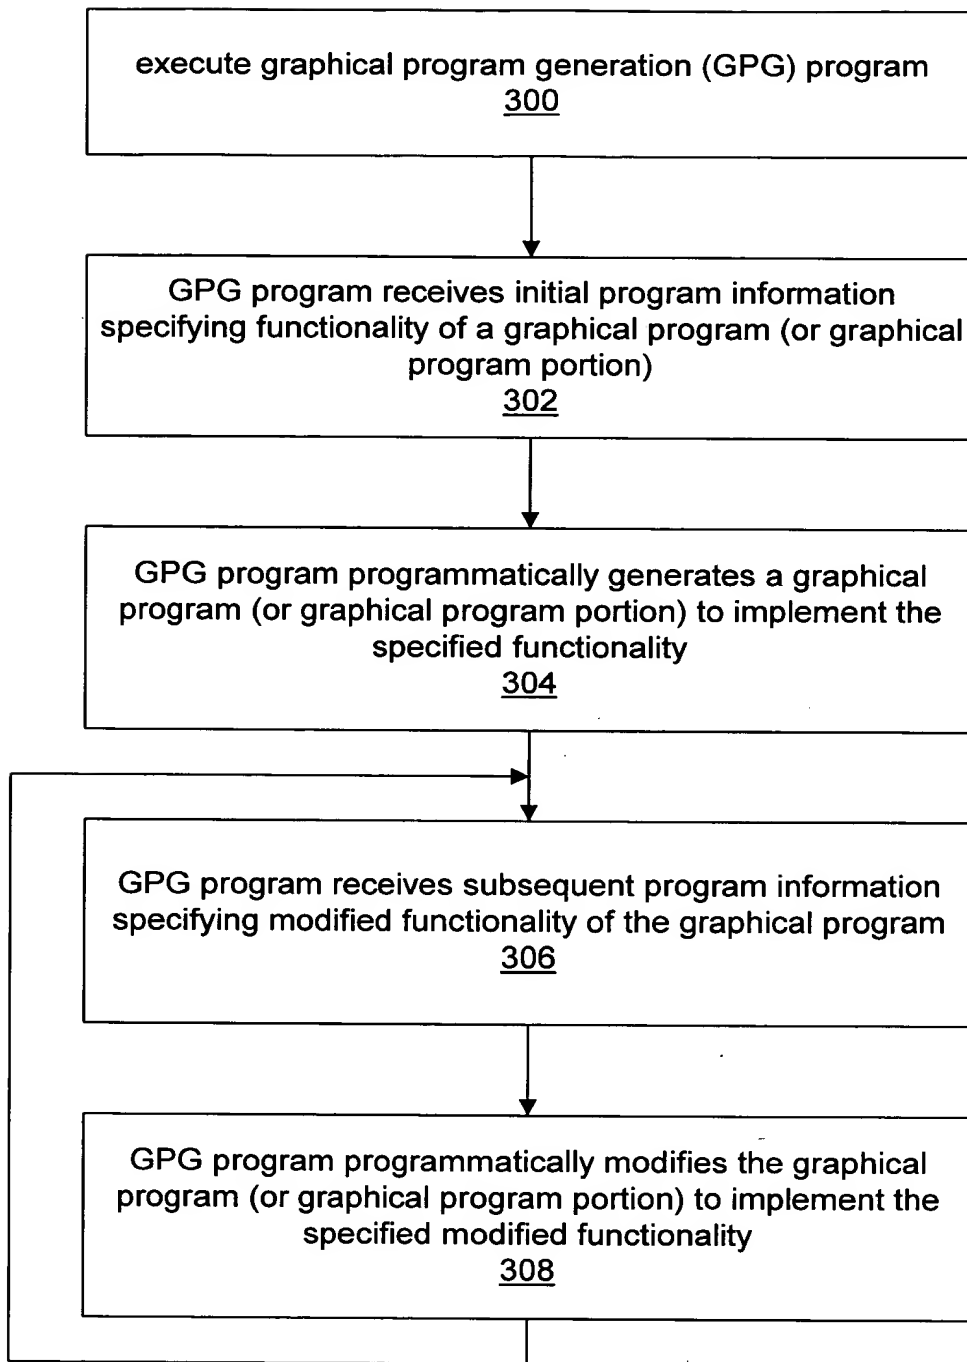 execute graphical program generation (GPG) program
300
GPG program receives initial program information
specifying functionality of a graphical program (or graphical
program portion)
302
GPG program programmatically generates a graphical
program (or graphical program portion) to implement the
specified functionality
304
GPG program receives subsequent program information
specifying modified functionality of the graphical program
306
GPG program programmatically modifies the graphical
program (or graphical program portion) to implement the
specified modified functionality
308